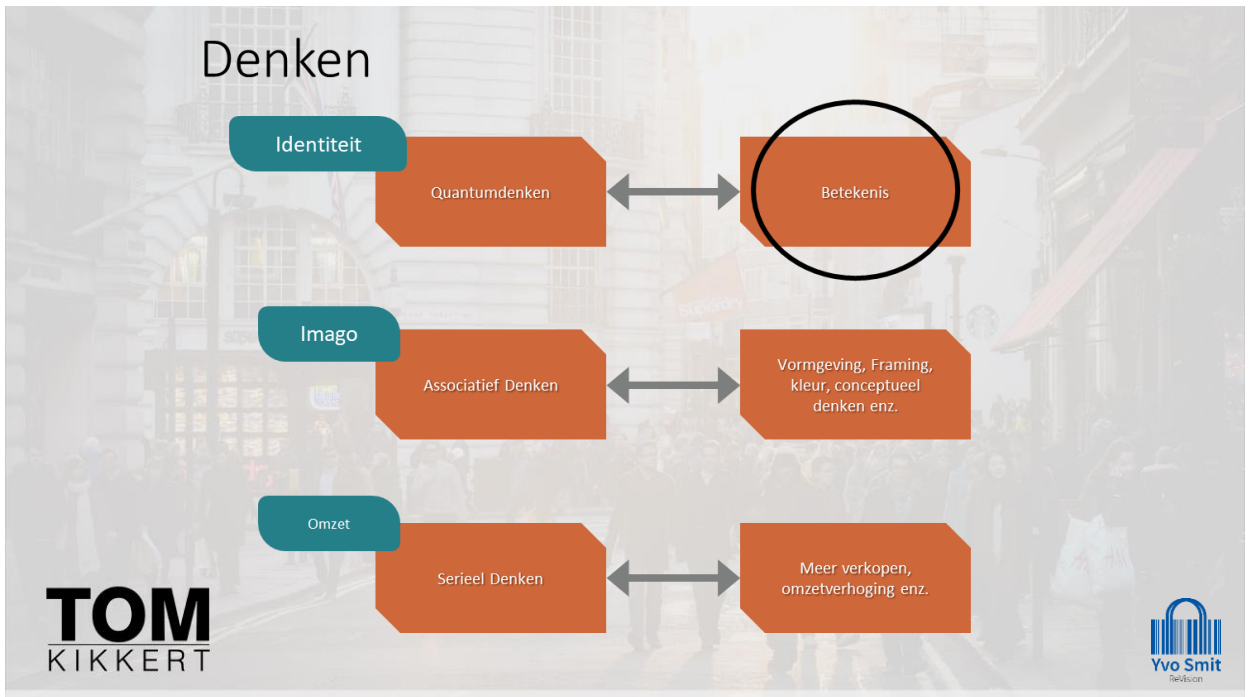 Denken
Identiteit
Quantumdenken
Betekenis
Imago
Associatief Denken
Vormgeving, Framing,
kleur, conceptueel
denken enz.
Omzet
Serieel Denken
Meer verkopen,
omzetverhoging enz.
TOM
KIKKERT
Yvo Smit
ReVision